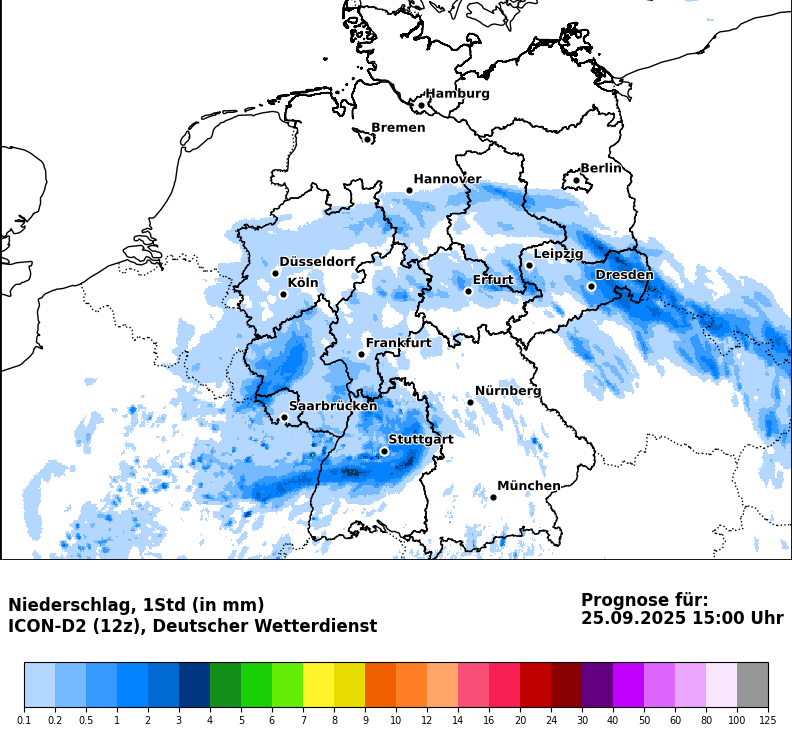 Hamburg
Bremen
Berlin
Hannover
Leipzig
Düsseldorf
Dresden
Köln
Erfurt
Frankfurt
Nürnberg
Saarbrücken
Stuttgart
München
Niederschlag, 1Std (in mm)
ICON-D2 (12z), Deutscher Wetterdienst
Prognose für:
25.09.2025 15:00 Uhr
0.1 0.2 0.5 1 2 3 4 5 6 7 8 9 10 12 14 16 20 24 30 40 50 60 80 100 125